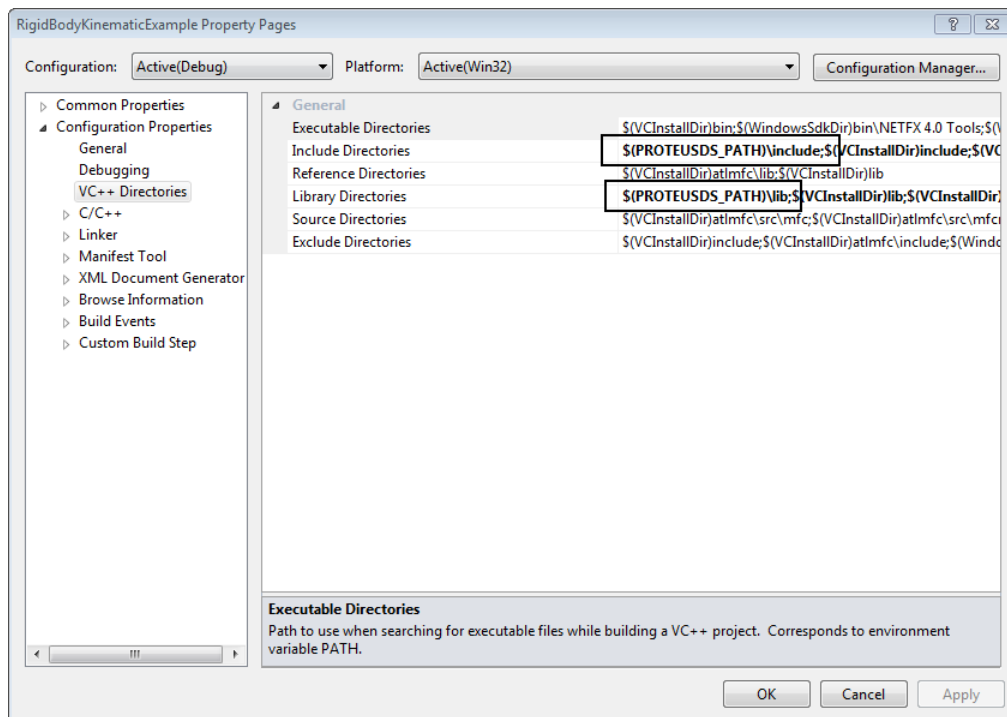 RigidBodyKinematicExample Property Pages
Configuration: Active(Debug) Platform: Active(Win32) Configuration Manager...
Common Properties
Configuration Properties
General
Debugging
VC++ Directories
C/C++
Linker
Manifest Tool
XML Document Generator
Browse Information
Build Events
Custom Build Step
General
Executable Directories $(VCInstallDir)bin;$(WindowsSdkDir)bin\NETFX 4.0 Tools;$(V
Include Directories $(PROTEUSDS_PATH)\include;$(VCInstallDir)include;$(VC
Reference Directories $(VCInstallDir)atlmfc\lib;$(VCInstallDir)lib
Library Directories $(PROTEUSDS_PATH)\lib;$(VCInstallDir)lib;$(VCInstallDir)
Source Directories $(VCInstallDir)atlmfc\src\mfc;$(VCInstallDir)atlmfc\src\mfcm
Exclude Directories $(VCInstallDir)include;$(VCInstallDir)atlmfc\include;$(Windo
Executable Directories
Path to use when searching for executable files while building a VC++ project. Corresponds to environment
variable PATH.
OK Cancel Apply